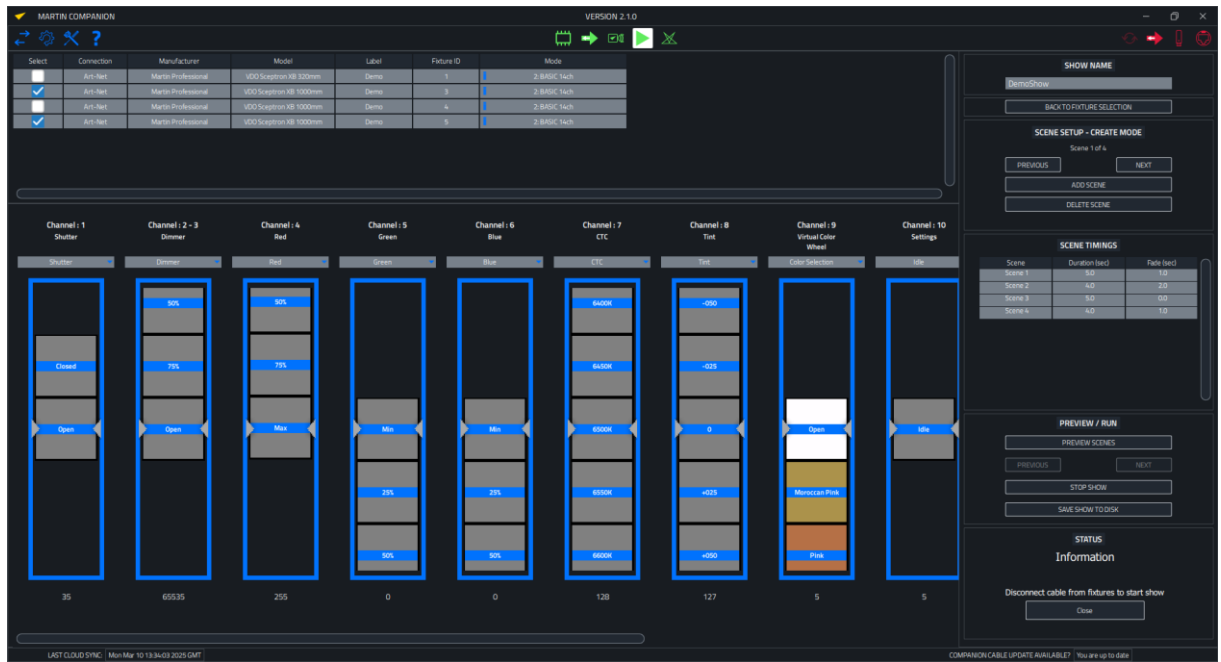 MARTIN COMPANION
VERSION 2.1.0
Select Connection Manufacturer Model Label Fixture ID Mode
Art-Net Martin Professional VDO Sceptron XB 320mm Demo 1 2: BASIC 14ch
Art-Net Martin Professional VDO Sceptron XB 1000mm Demo 3 2: BASIC 14ch
Art-Net Martin Professional VDO Sceptron XB 1000mm Demo 4 2: BASIC 14ch
Art-Net Martin Professional VDO Sceptron XB 1000mm Demo 5 2: BASIC 14ch
Channel : 1
Shutter
Shutter
Closed
Open
35
Channel : 2 - 3
Dimmer
Dimmer
50%
75%
Open
65535
Channel : 4
Red
Red
50%
75%
Max
255
Channel : 5
Green
Green
Min
25%
50%
0
Channel : 6
Blue
Blue
Min
25%
50%
0
Channel : 7
CTC
CTC
6400K
6450K
6500K
6550K
6600K
128
Channel : 8
Tint
Tint
-050
-025
0
+025
+050
127
Channel : 9
Virtual Color
Wheel
Color Selection
Open
Moroccan Pink
Pink
5
Channel : 10
Settings
Idle
Idle
5
SHOW NAME
DemoShow
BACK TO FIXTURE SELECTION
SCENE SETUP - CREATE MODE
Scene 1 of 4
PREVIOUS NEXT
ADD SCENE
DELETE SCENE
SCENE TIMINGS
Scene Duration (sec) Fade (sec)
Scene 1 5.0 1.0
Scene 2 4.0 2.0
Scene 3 5.0 0.0
Scene 4 4.0 1.0
PREVIEW / RUN
PREVIEW SCENES
PREVIOUS NEXT
STOP SHOW
SAVE SHOW TO DISK
STATUS
Information
Disconnect cable from fixtures to start show
Close
LAST CLOUD SYNC: Mon Mar 10 13:34:03 2025 GMT
COMPANION CABLE UPDATE AVAILABLE? You are up to date